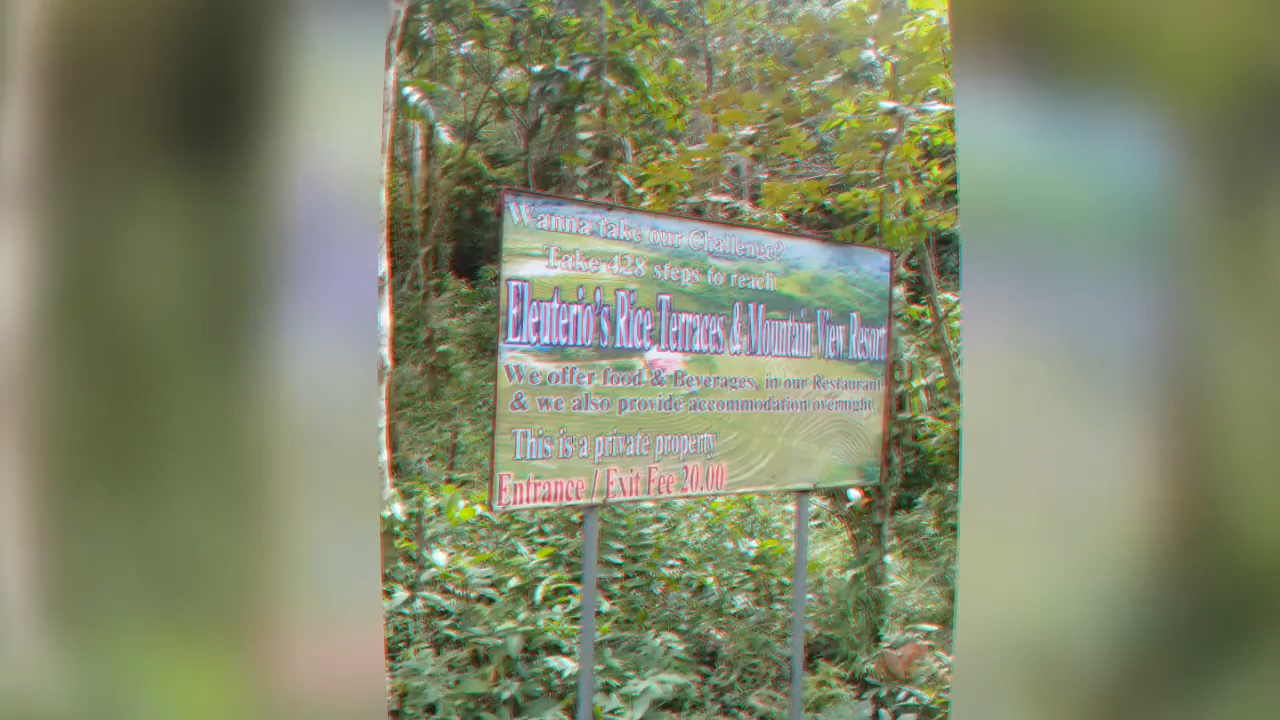 Wanna take our Challenge?
Take 428 steps to reach
Eleuterio's Rice Terraces & Mountain View Resort
We offer food & Beverages, in our Restaurant
& we also provide accommodation overnight.
This is a private property
Entrance / Exit Fee 20.00